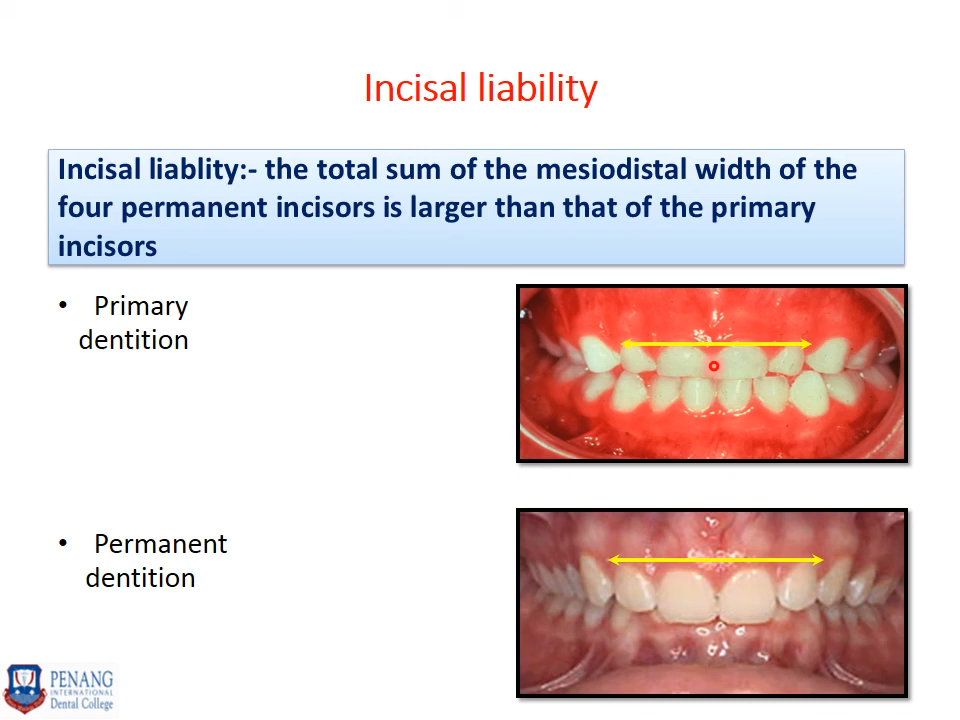 Incisal liability
Incisal liablity:- the total sum of the mesiodistal width of the
four permanent incisors is larger than that of the primary
incisors
• Primary
dentition
• Permanent
dentition
PENANG
INTERNATIONAL
Dental College